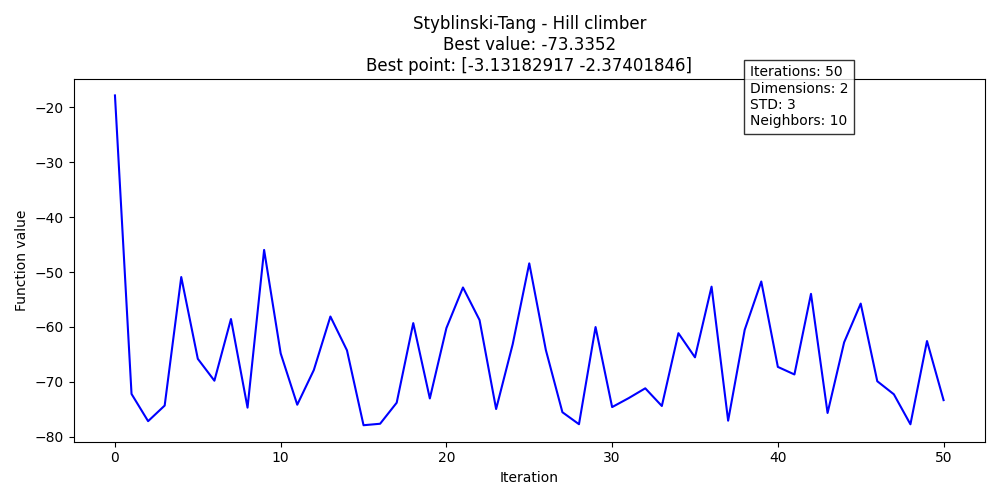 Styblinski-Tang - Hill climber
Best value: -73.3352
Best point: [-3.13182917 -2.37401846]
Iterations: 50
Dimensions: 2
STD: 3
Neighbors: 10
Function value
−20
−30
−40
−50
−60
−70
−80
0
10
20
30
40
50
Iteration